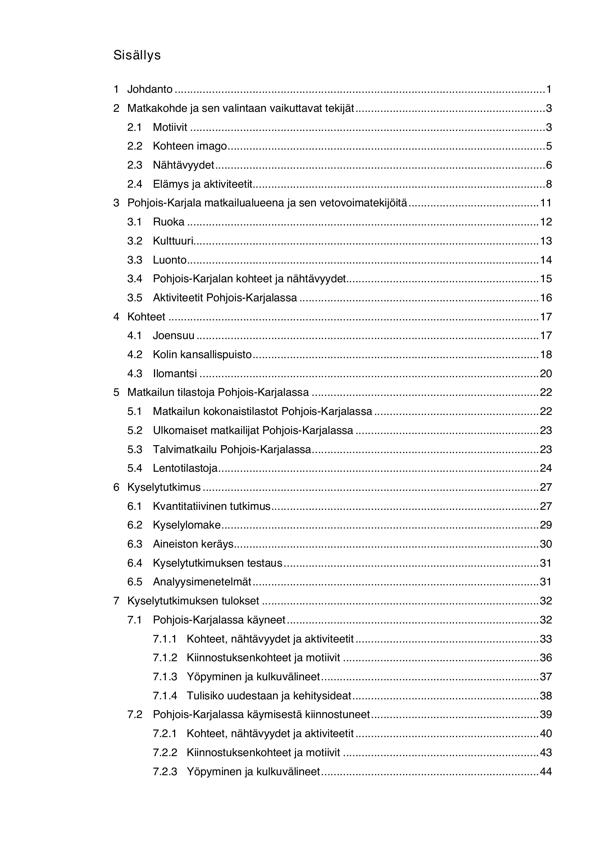 Sisällys
1 Johdanto ........................................................................................................................1
2 Matkakohde ja sen valintaan vaikuttavat tekijät..............................................................3
2.1 Motiivit ...................................................................................................................3
2.2 Kohteen imago.......................................................................................................5
2.3 Nähtävyydet...........................................................................................................6
2.4 Elämys ja aktiveetit...............................................................................................8
3 Pohjois-Karjala matkailualueena ja sen vetovoimatekijöitä...........................................11
3.1 Ruoka ..................................................................................................................12
3.2 Kulttuuri................................................................................................................13
3.3 Luonto..................................................................................................................14
3.4 Pohjois-Karjalan kohteet ja nähtävyydet...............................................................15
3.5 Aktiviteetit Pohjois-Karjalassa ..............................................................................16
4 Kohteet ........................................................................................................................17
4.1 Joensuu ...............................................................................................................17
4.2 Kolin kansallispuisto.............................................................................................18
4.3 Ilomantsi ..............................................................................................................20
5 Matkailun tilastoja Pohjois-Karjalassa ..........................................................................22
5.1 Matkailun kokonaistilastot Pohjois-Karjalassa ......................................................22
5.2 Ulkomaiset matkailijat Pohjois-Karjalassa ............................................................23
5.3 Talvimatkailu Pohjois-Karjalassa..........................................................................23
5.4 Lentotilastoja........................................................................................................24
6 Kyselytutkimus .............................................................................................................27
6.1 Kvantitatiivinen tutkimus.......................................................................................27
6.2 Kyselylomake.......................................................................................................29
6.3 Aineiston keräys...................................................................................................30
6.4 Kyselytutkimuksen testaus...................................................................................31
6.5 Analyysimenetelmät.............................................................................................31
7 Kyselytutkimuksen tulokset ..........................................................................................32
7.1 Pohjois-Karjalassa käyneet..................................................................................32
7.1.1 Kohteet, nähtävyydet ja aktiviteetit............................................................33
7.1.2 Kiinnostuksenkohteet ja motiivit ................................................................36
7.1.3 Yöpyminen ja kulkuvälineet.......................................................................37
7.1.4 Tulisiko uudestaan ja kehitysideat.............................................................38
7.2 Pohjois-Karjalassa käymisestä kiinnostuneet.......................................................39
7.2.1 Kohteet, nähtävyydet ja aktiviteetit............................................................40
7.2.2 Kiinnostuksenkohteet ja motiivit ................................................................43
7.2.3 Yöpyminen ja kulkuvälineet.......................................................................44